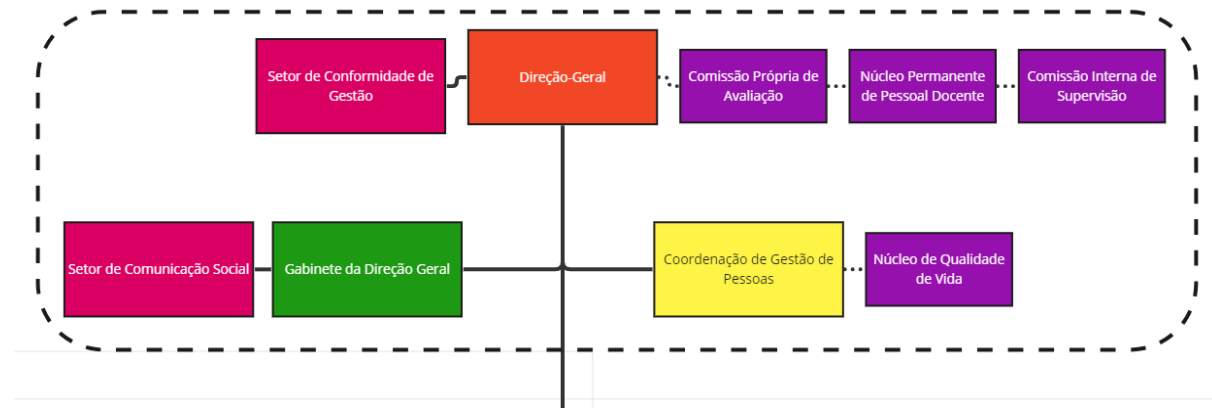 Setor de Conformidade de
Gestão
Direção-Geral
Comissão Própria de
Avaliação
Núcleo Permanente
de Pessoal Docente
Comissão Interna de
Supervisão
Setor de Comunicação Social
Gabinete da Direção Geral
Coordenação de Gestão de
Pessoas
Núcleo de Qualidade
de Vida